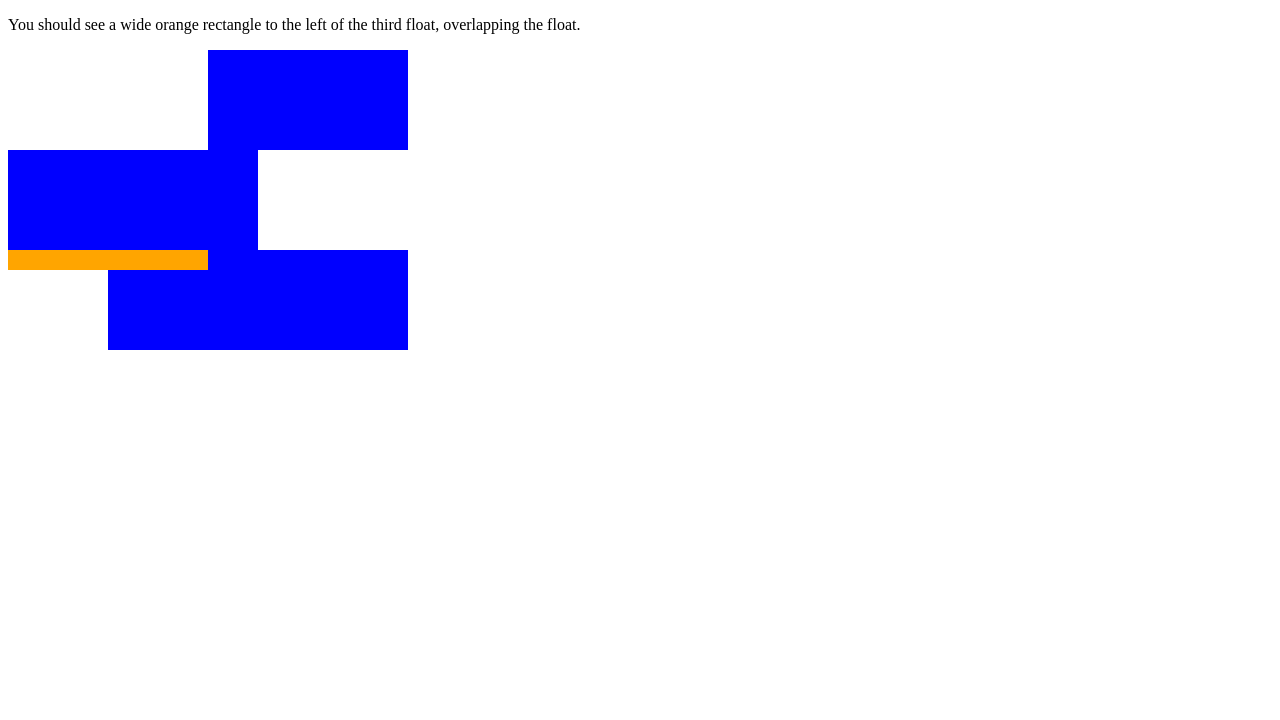 You should see a wide orange rectangle to the left of the third float, overlapping the float.